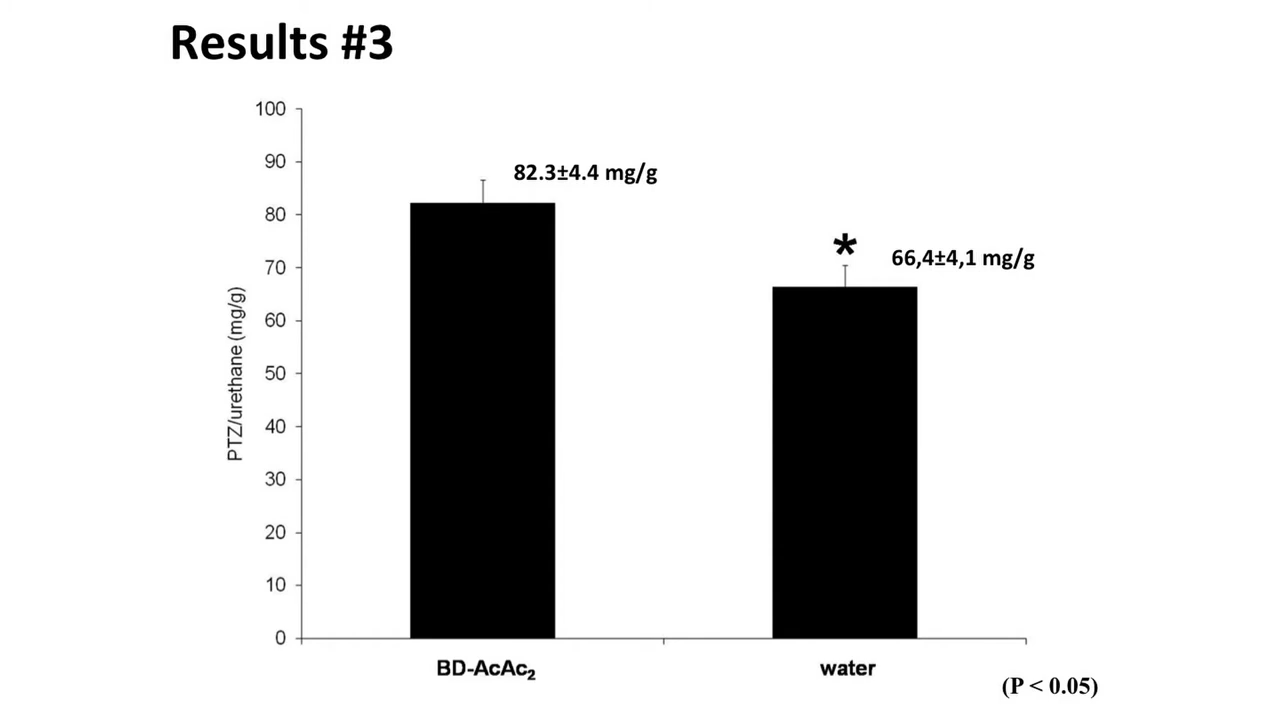 Results #3
100
90
80
70
60
50
40
30
20
10
0
PTZ/urethane (mg/g)
82.3±4.4 mg/g
*
66,4±4,1 mg/g
BD-AcAc₂
water
(P < 0.05)